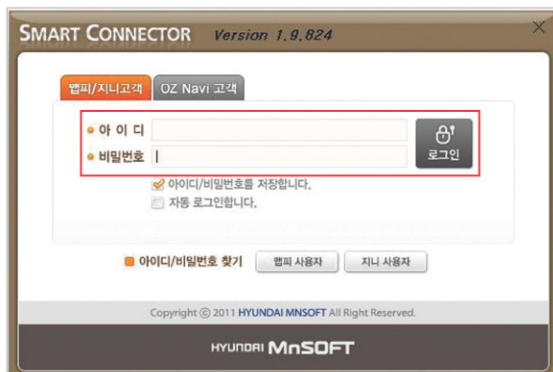 SMART CONNECTOR Version 1.9.824
맵피/지니고객 OZ Navi 고객
아 이 디
비밀번호
로그인
아이디/비밀번호를 저장합니다.
자동 로그인합니다.
아이디/비밀번호 찾기 맵피 사용자 지니 사용자
Copyright ⓒ 2011 HYUNDAI MNSOFT All Right Reserved.
HYUNDAI MnSOFT